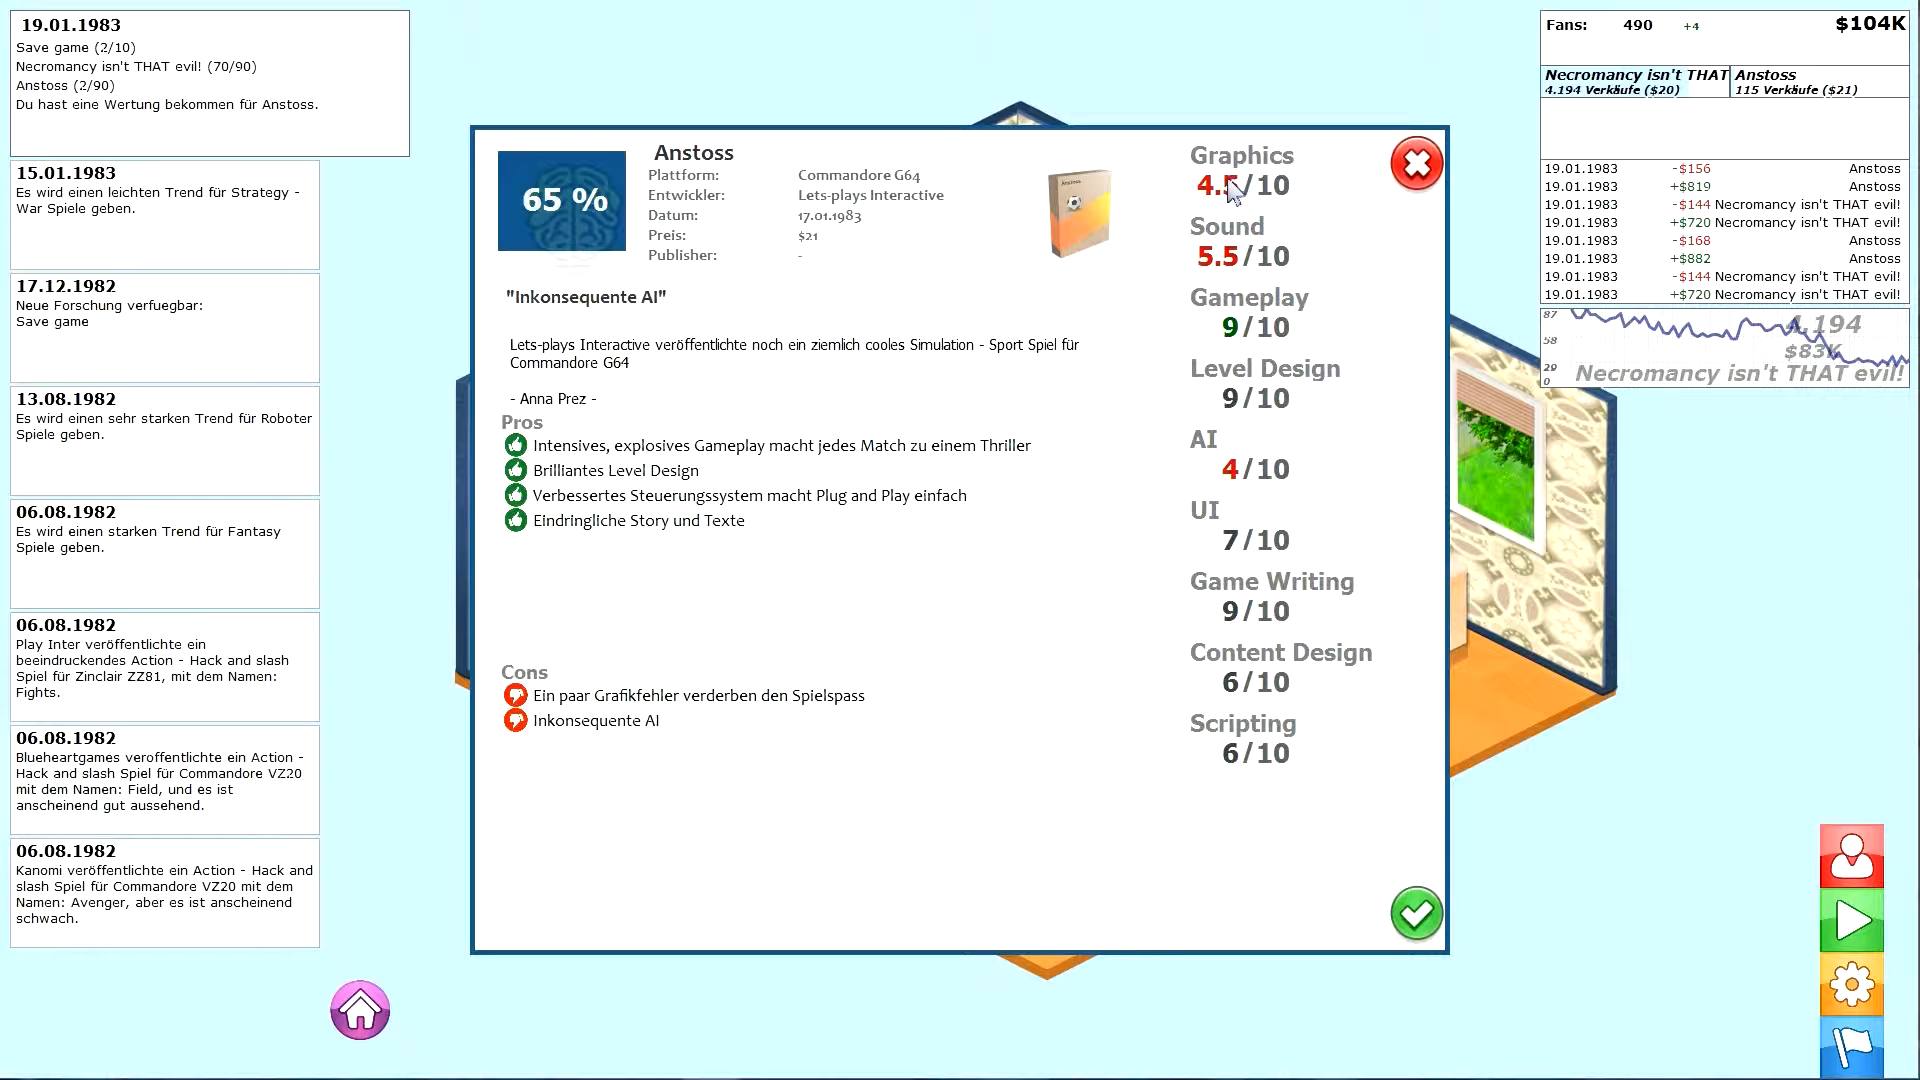 19.01.1983
Save game (2/10)
Necromancy isn't THAT evil! (70/90)
Anstoss (2/90)
Du hast eine Wertung bekommen für Anstoss.
15.01.1983
Es wird einen leichten Trend für Strategy -
War Spiele geben.
17.12.1982
Neue Forschung verfuegbar:
Save game
13.08.1982
Es wird einen sehr starken Trend für Roboter
Spiele geben.
06.08.1982
Es wird einen starken Trend für Fantasy
Spiele geben.
06.08.1982
Play Inter veröffentlichte ein
beeindruckendes Action - Hack and slash
Spiel für Zinclair ZZ81, mit dem Namen:
Fights.
06.08.1982
Blueheartgames veroffentlichte ein Action -
Hack and slash Spiel für Commandore VZ20
mit dem Namen: Field, und es ist
anscheinend gut aussehend.
06.08.1982
Kanomi veröffentlichte ein Action - Hack and
slash Spiel für Commandore VZ20 mit dem
Namen: Avenger, aber es ist anscheinend
schwach.
65 %
Anstoss
Plattform: Commandore G64
Entwickler: Lets-plays Interactive
Datum: 17.01.1983
Preis: $21
Publisher: -
Anstoss
"Inkonsequente AI"
Lets-plays Interactive veröffentlichte noch ein ziemlich cooles Simulation - Sport Spiel für
Commandore G64
- Anna Prez -
Pros
Intensives, explosives Gameplay macht jedes Match zu einem Thriller
Brilliantes Level Design
Verbessertes Steuerungssystem macht Plug and Play einfach
Eindringliche Story und Texte
Cons
Ein paar Grafikfehler verderben den Spielspass
Inkonsequente AI
Graphics
4.5/10
Sound
5.5/10
Gameplay
9/10
Level Design
9/10
AI
4/10
UI
7/10
Game Writing
9/10
Content Design
6/10
Scripting
6/10
Fans: 490 +4 $104K
Necromancy isn't THAT
4.194 Verkäufe ($20)
Anstoss
115 Verkäufe ($21)
19.01.1983 -$156 Anstoss
19.01.1983 +$819 Anstoss
19.01.1983 -$144 Necromancy isn't THAT evil!
19.01.1983 +$720 Necromancy isn't THAT evil!
19.01.1983 -$168 Anstoss
19.01.1983 +$882 Anstoss
19.01.1983 -$144 Necromancy isn't THAT evil!
19.01.1983 +$720 Necromancy isn't THAT evil!
87
58
29
0
4,194
$83K
Necromancy isn't THAT evil!